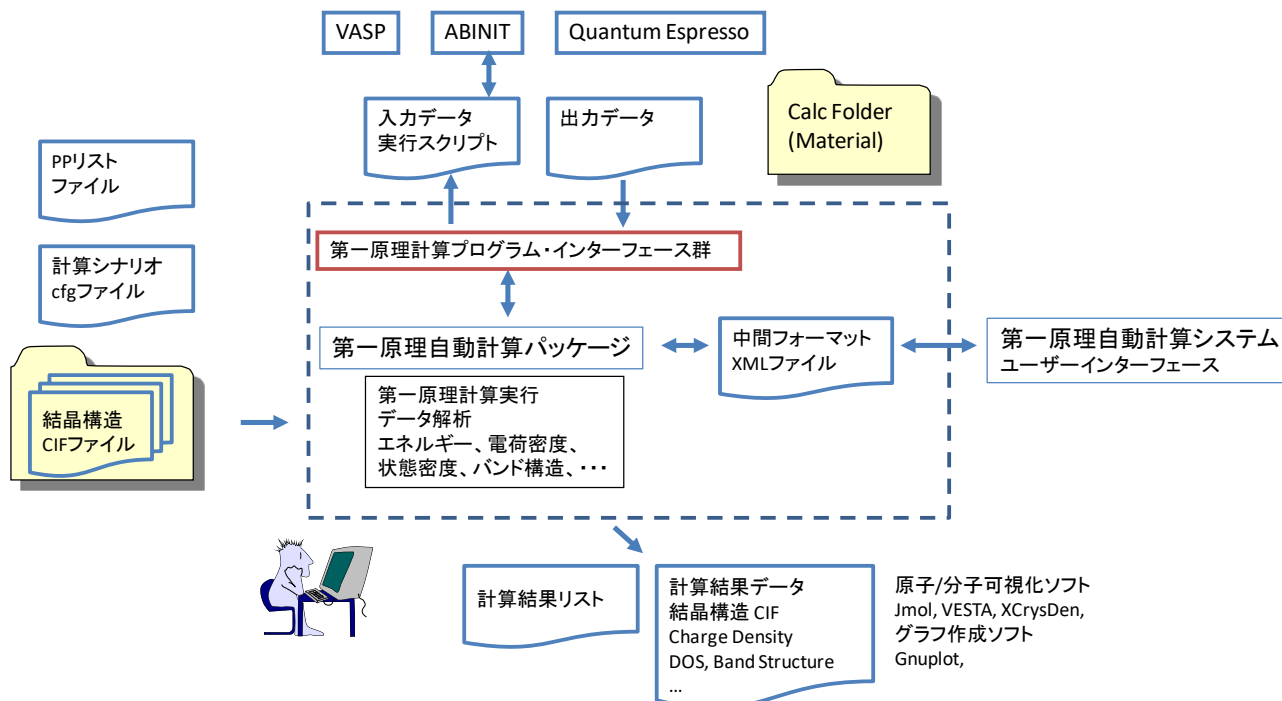 VASP
ABINIT
Quantum Espresso
入力データ
実行スクリプト
出力データ
Calc Folder
(Material)
PPリスト
ファイル
計算シナリオ
cfgファイル
結晶構造
CIFファイル
第一原理計算プログラム・インターフェース群
第一原理自動計算パッケージ
第一原理計算実行
データ解析
エネルギー、電荷密度、
状態密度、バンド構造、・・・
中間フォーマット
XMLファイル
第一原理自動計算システム
ユーザーインターフェース
計算結果リスト
計算結果データ
結晶構造 CIF
Charge Density
DOS, Band Structure
...
原子/分子可視化ソフト
Jmol, VESTA, XCrysDen,
グラフ作成ソフト
Gnuplot,